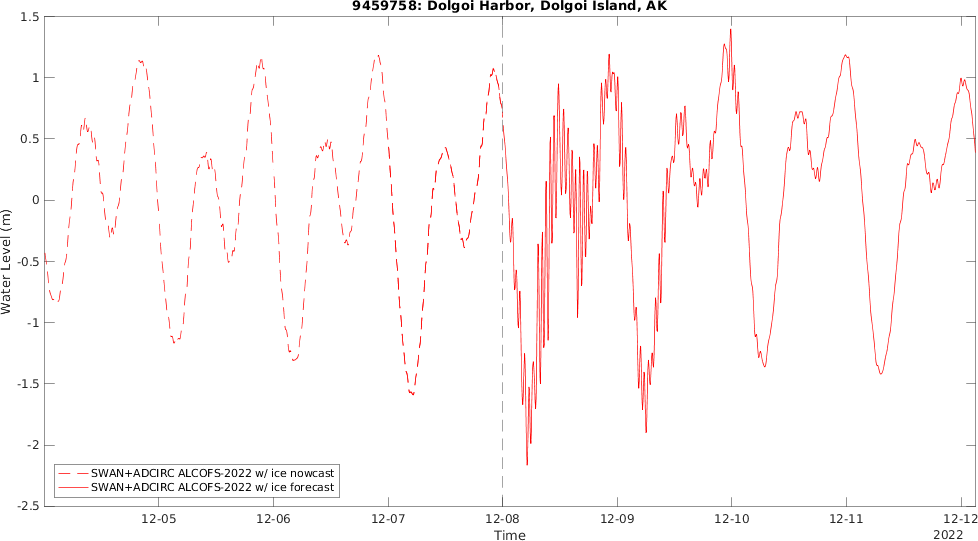 9459758: Dolgoi Harbor, Dolgoi Island, AK
1.5
1
0.5
0
-0.5
-1
-1.5
-2
-2.5
Water Level (m)
SWAN+ADCIRC ALCOFS-2022 w/ ice nowcast
SWAN+ADCIRC ALCOFS-2022 w/ ice forecast
12-05 12-06 12-07 12-08 12-09 12-10 12-11 12-12
Time
2022